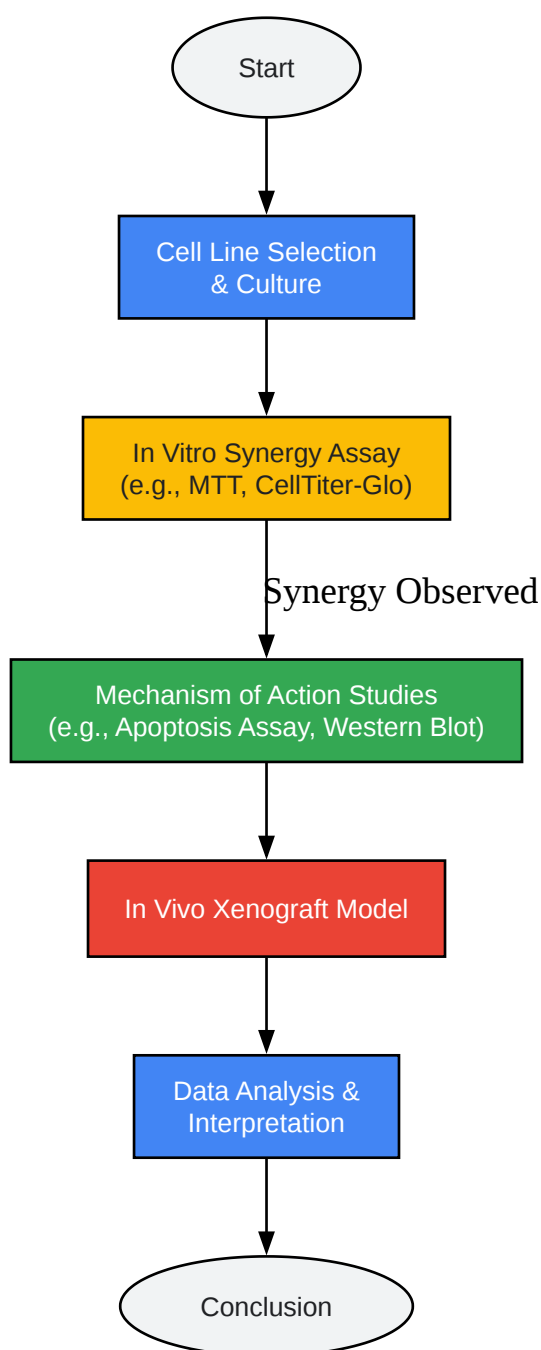 Start
Cell Line Selection
& Culture
In Vitro Synergy Assay
(e.g., MTT, CellTiter-Glo)
Synergy Observed
Mechanism of Action Studies
(e.g., Apoptosis Assay, Western Blot)
In Vivo Xenograft Model
Data Analysis &
Interpretation
Conclusion